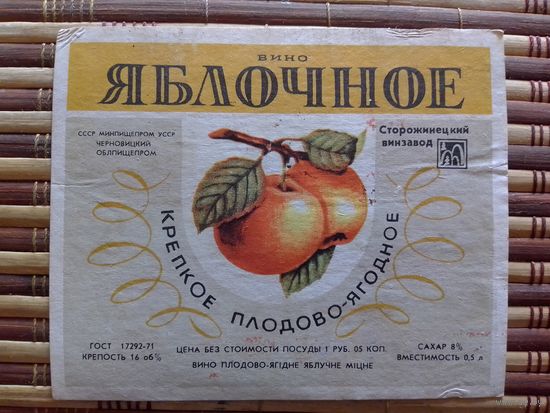 ВИНО
ЯБЛОЧНОЕ
СССР МИНПИЩЕПРОМ УССР
ЧЕРНОВИЦКИЙ
ОБЛПИЩЕПРОМ
Сторожинецкий
винзавод
КРЕПКОЕ ПЛОДОВО-ЯГОДНОЕ
ГОСТ 17292-71
КРЕПОСТЬ 16 об%
ЦЕНА БЕЗ СТОИМОСТИ ПОСУДЫ 1 РУБ. 05 КОП.
САХАР 8%
ВМЕСТИМОСТЬ 0,5 л
ВИНО ПЛОДОВО-ЯГІДНЕ ЯБЛУЧНЕ МІЦНЕ